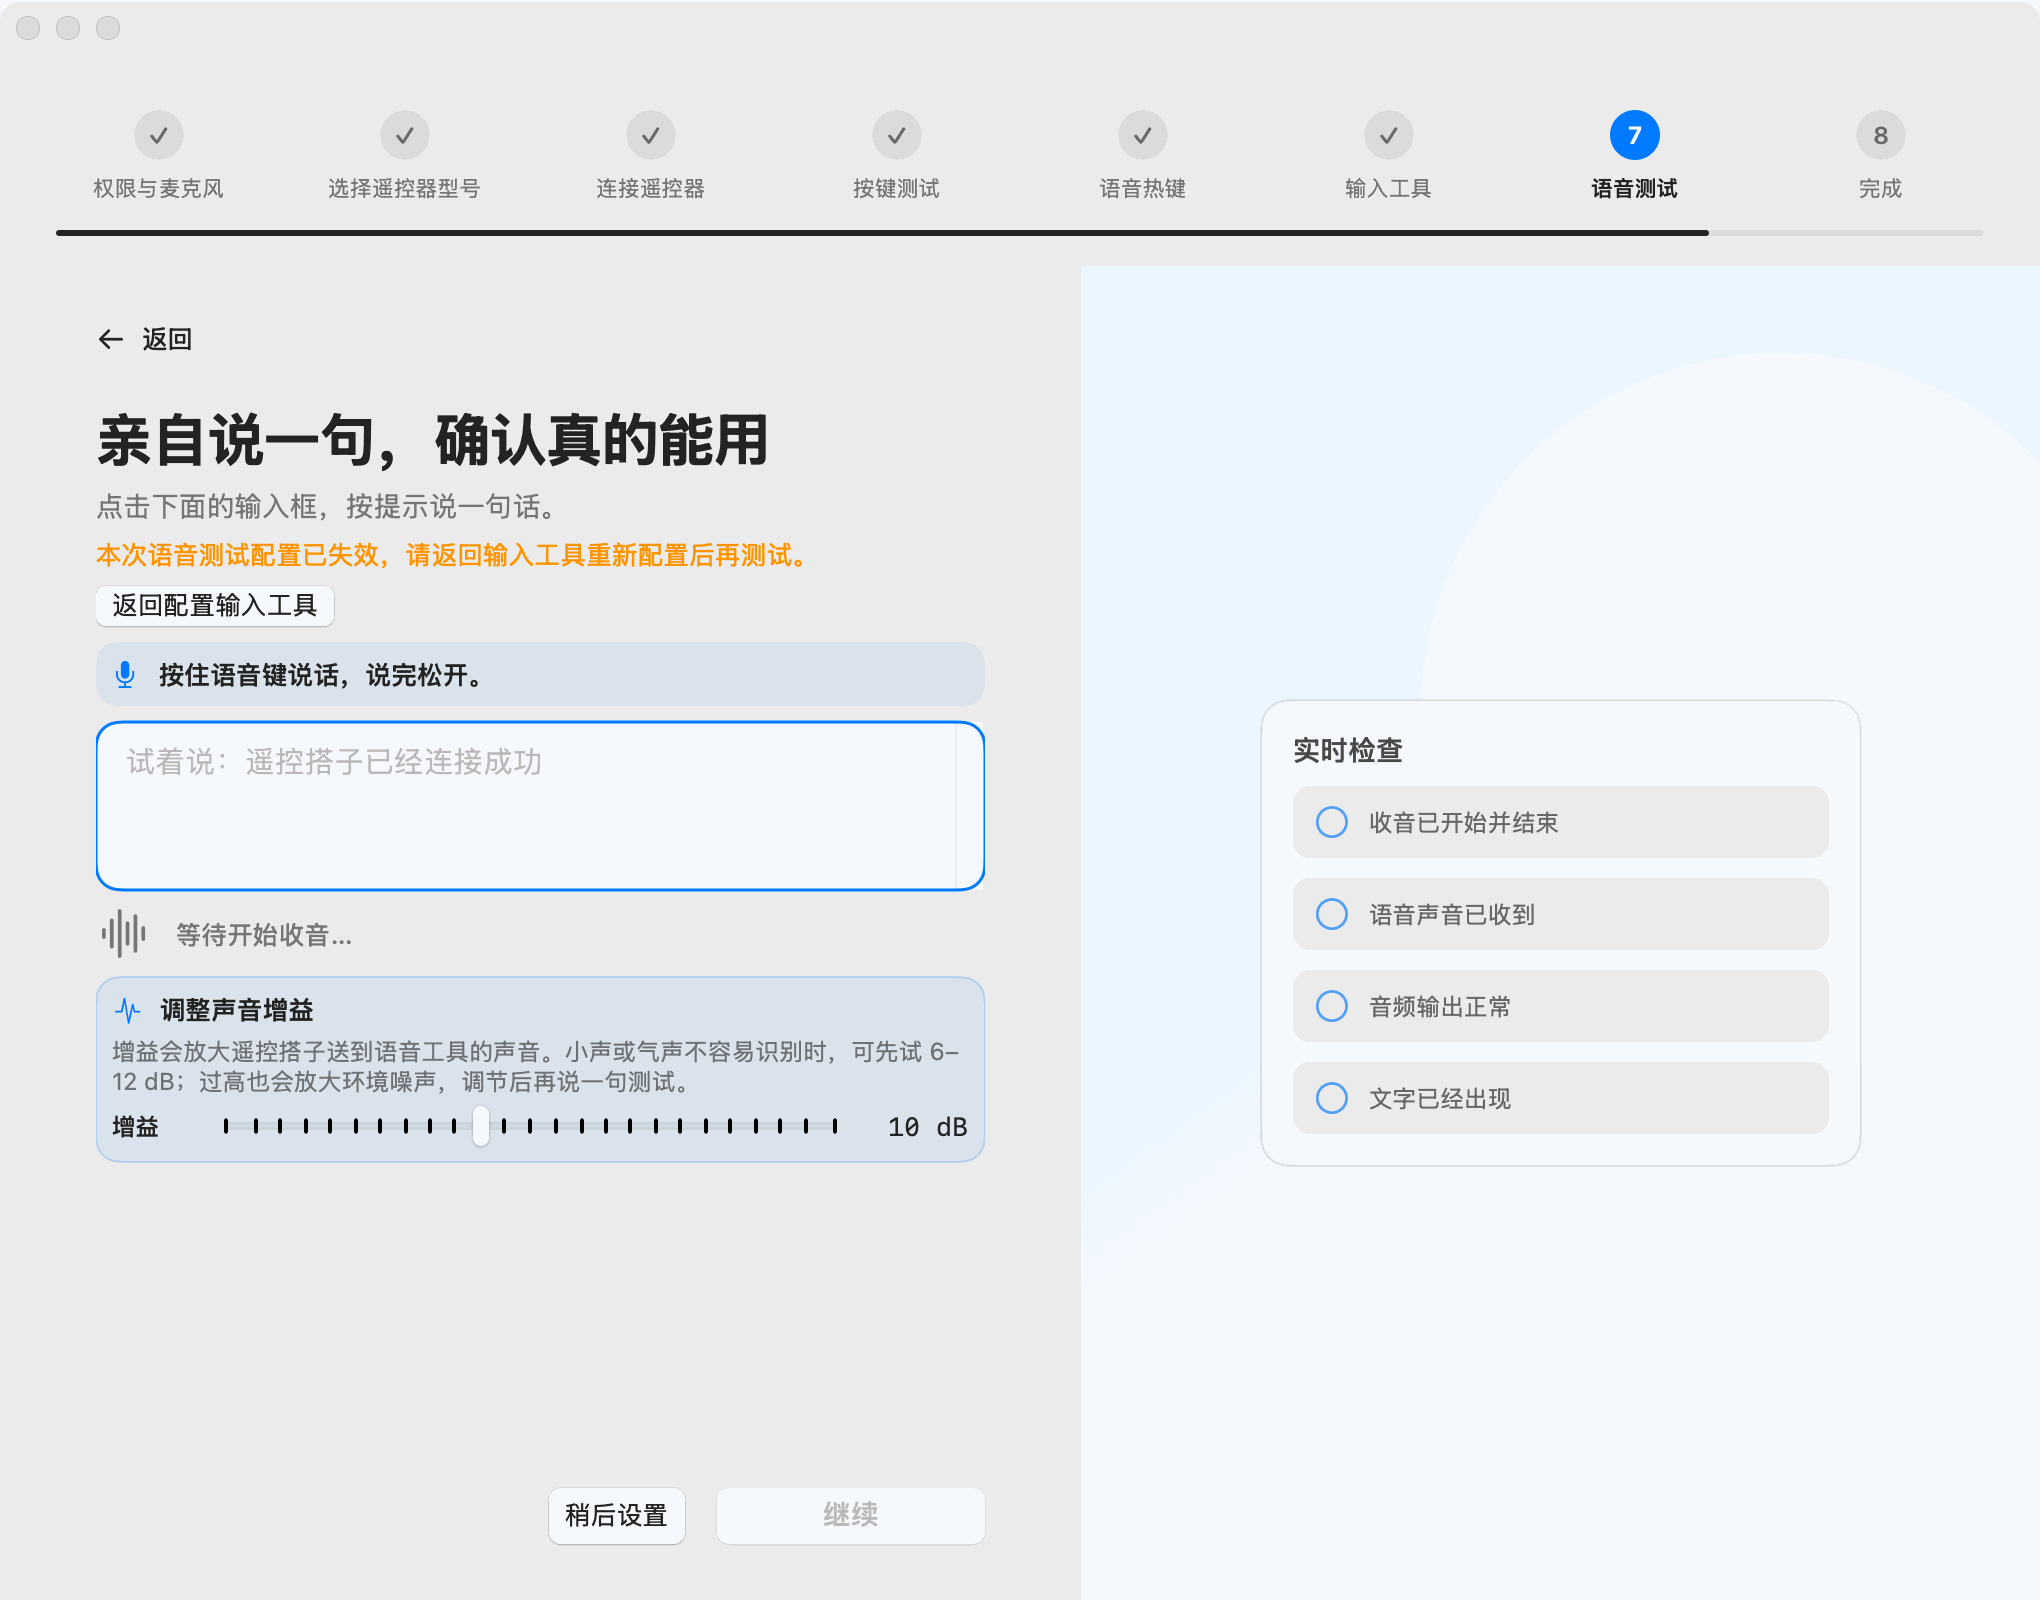 权限与麦克风
选择遥控器型号
连接遥控器
按键测试
语音热键
输入工具
7
语音测试
8
完成
返回
亲自说一句，确认真的能用
点击下面的输入框，按提示说一句话。
本次语音测试配置已失效，请返回输入工具重新配置后再测试。
返回配置输入工具
按住语音键说话，说完松开。
试着说：遥控搭子已经连接成功
等待开始收音...
调整声音增益
增益会放大遥控搭子送到语音工具的声音。小声或气声不容易识别时，可先试 6–
12 dB；过高也会放大环境噪声，调节后再说一句测试。
增益
10 dB
稍后设置
继续
实时检查
收音已开始并结束
语音声音已收到
音频输出正常
文字已经出现